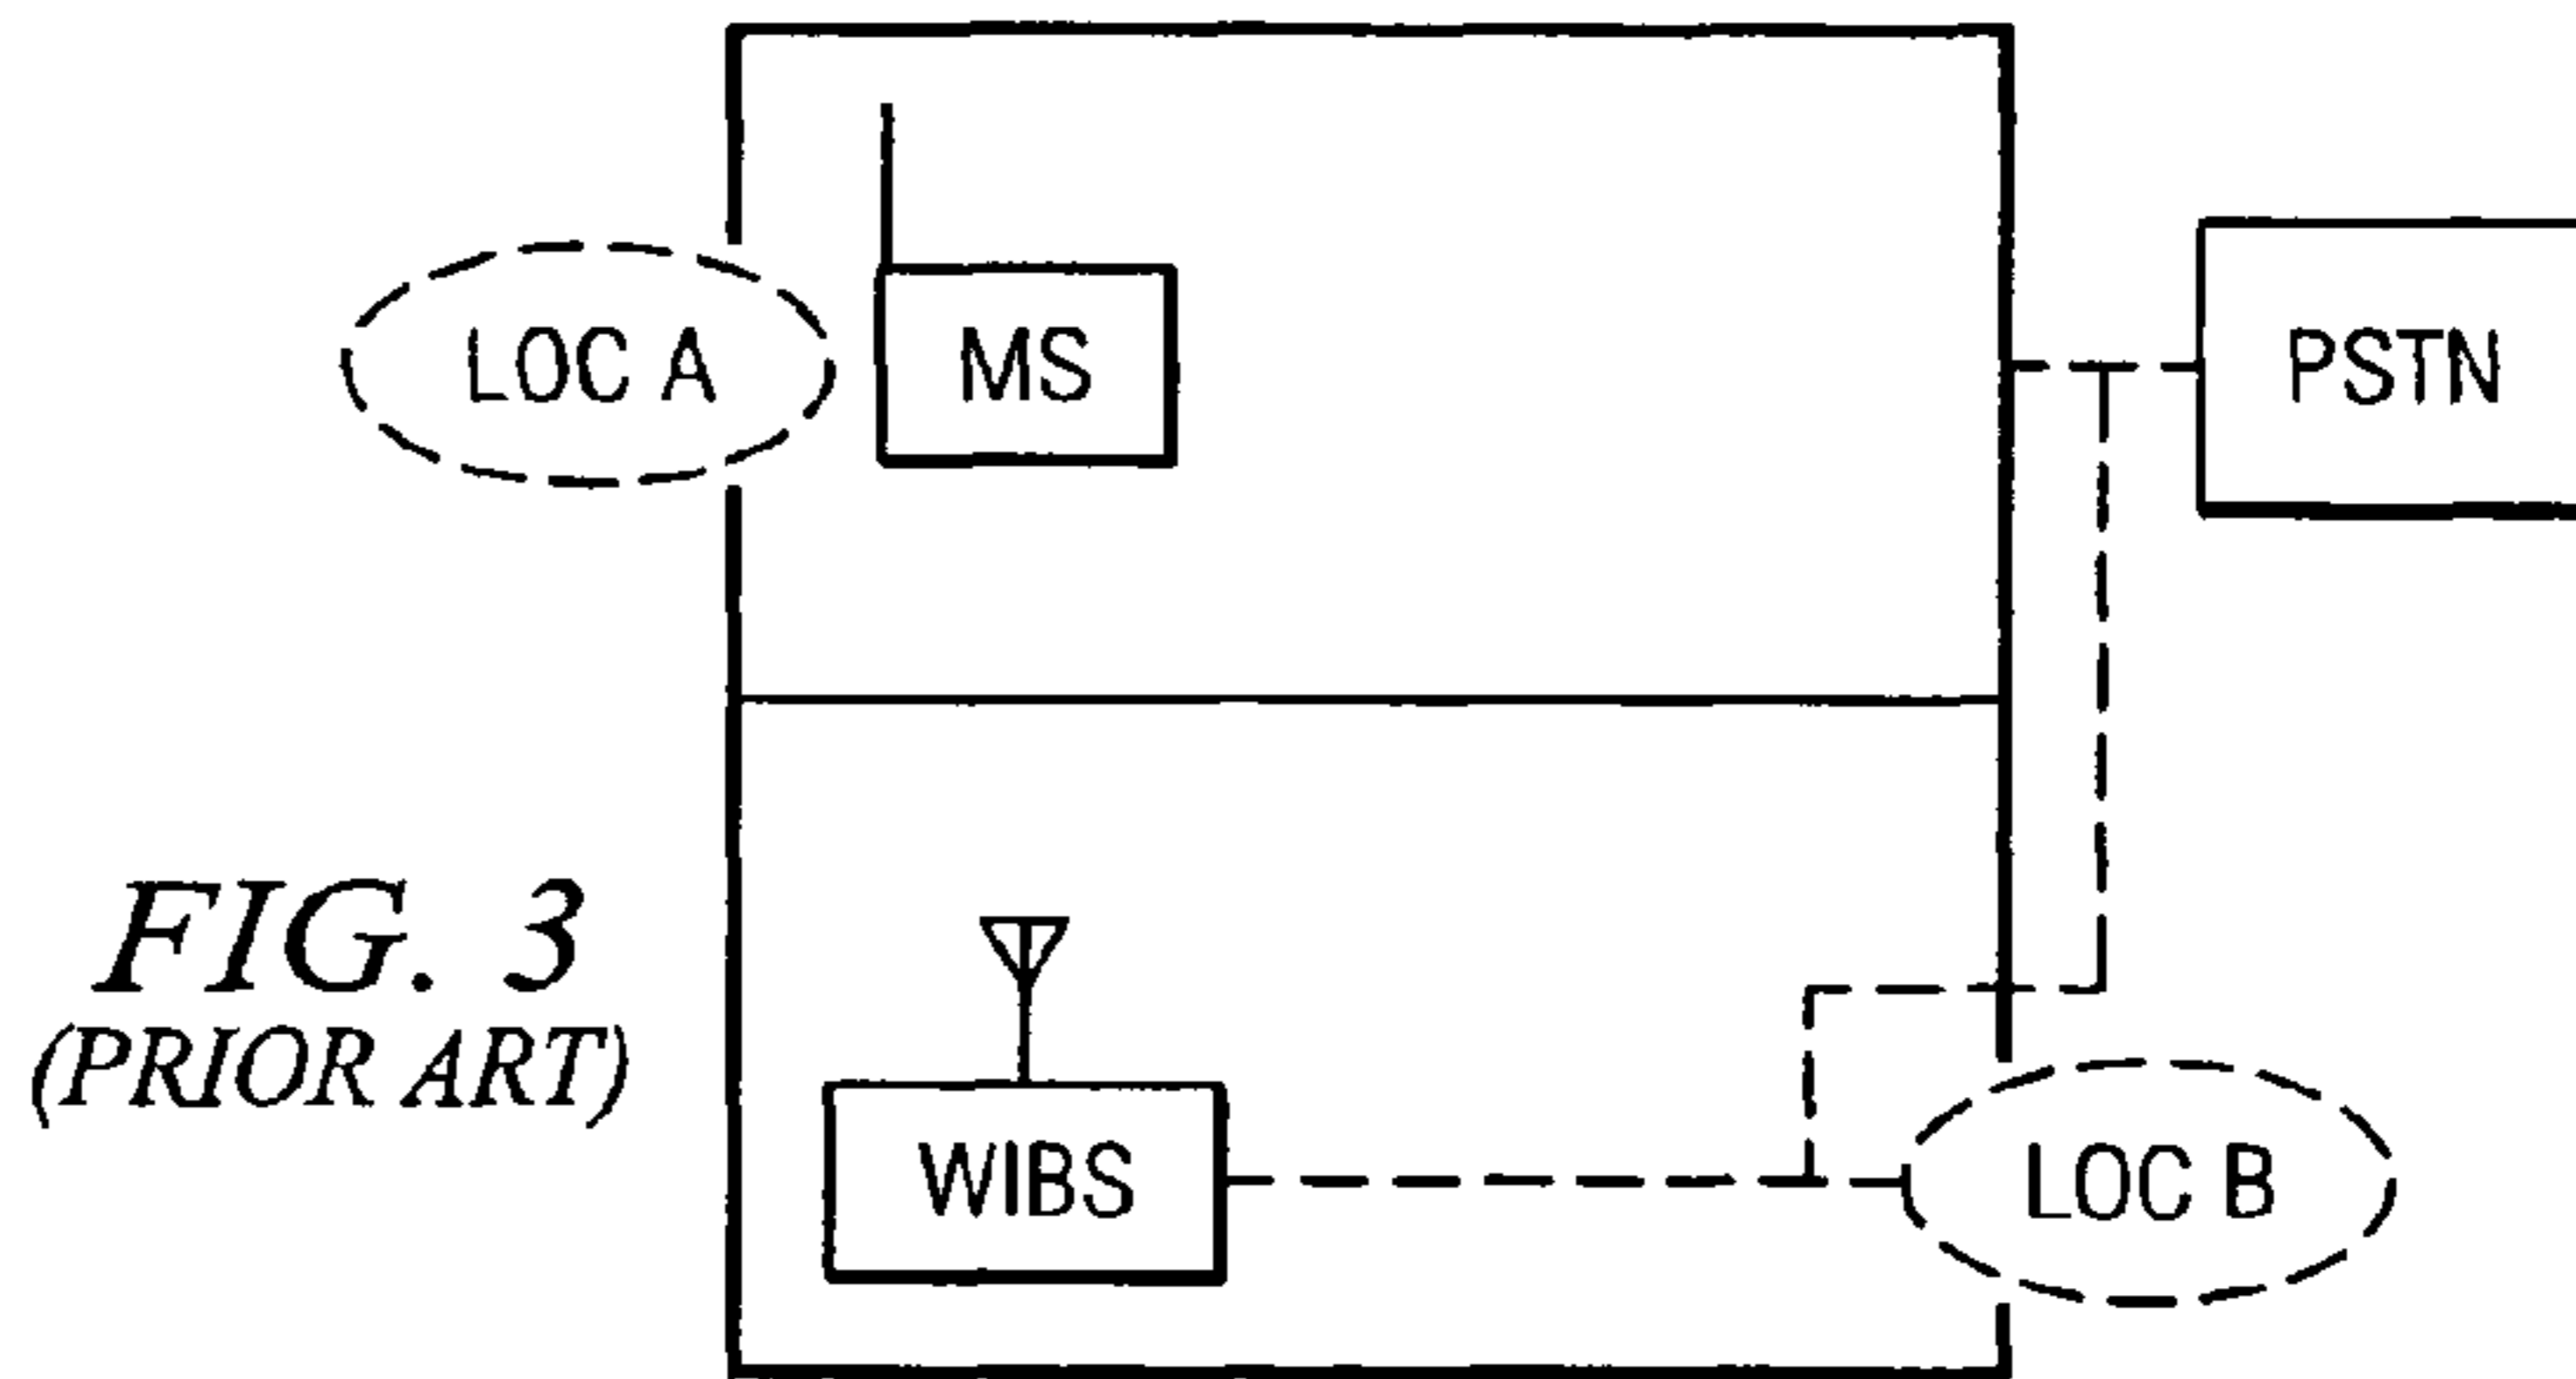 LOC A
MS
PSTN
FIG. 3
(PRIOR ART)
WIBS
LOC B